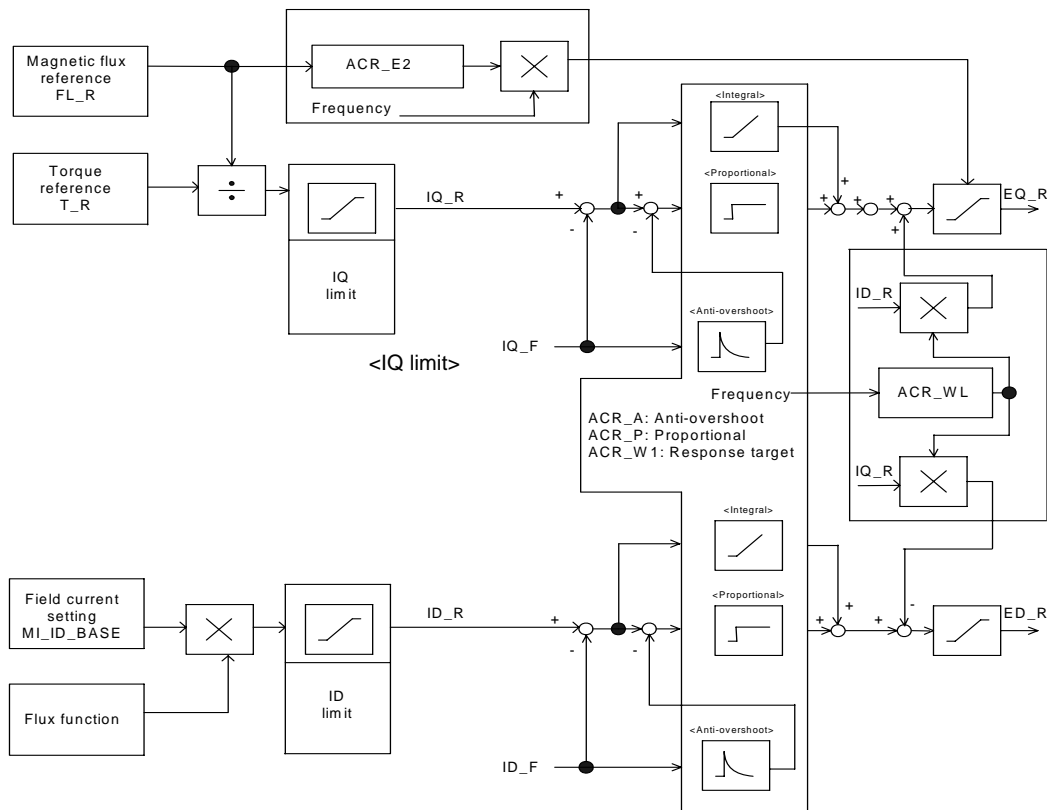 Magnetic flux
reference
FL_R
ACR_E2
Frequency
<Integral>
Torque
reference
T_R
IQ_R
<Proportional>
EQ_R
+
+
+
+
+
+
+
+
-
-
IQ
limit
ID_R
<Anti-overshoot>
IQ_F
<IQ limit>
Frequency
ACR_WL
ACR_A: Anti-overshoot
ACR_P: Proportional
ACR_W1: Response target
IQ_R
<Integral>
Field current
setting
MI_ID_BASE
ID_R
<Proportional>
ED_R
+
+
+
+
-
-
-
Flux function
ID
limit
<Anti-overshoot>
ID_F